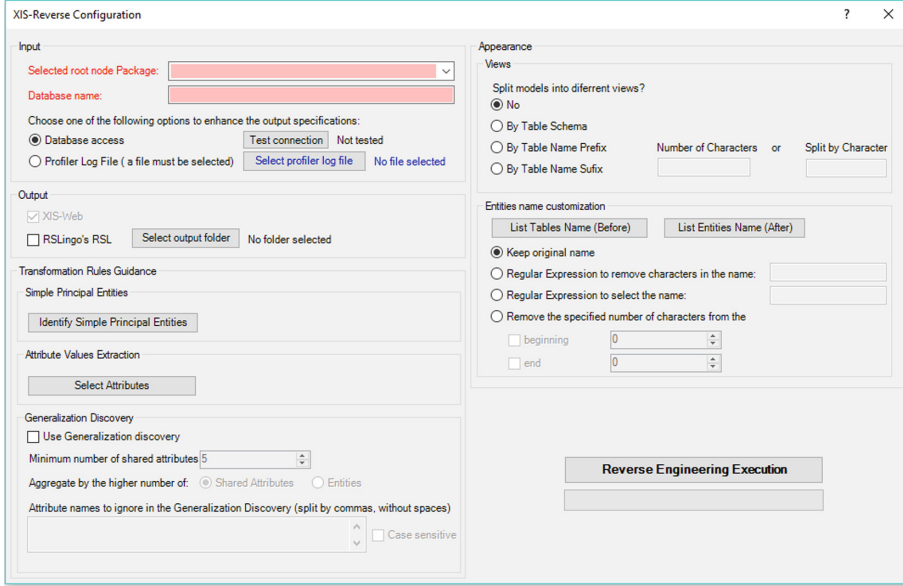 XIS-Reverse Configuration
?
Input
Selected root node Package:
Database name:
Choose one of the following options to enhance the output specifications:
Database access
Test connection
Not tested
Profiler Log File ( a file must be selected)
Select profiler log file
No file selected
Output
XIS-Web
RSLingo's RSL
Select output folder
No folder selected
Transformation Rules Guidance
Simple Principal Entities
Identify Simple Principal Entities
Attribute Values Extraction
Select Attributes
Generalization Discovery
Use Generalization discovery
Minimum number of shared attributes 5
Aggregate by the higher number of:
Shared Attributes
Entities
Attribute names to ignore in the Generalization Discovery (split by commas, without spaces)
Case sensitive
Appearance
Views
Split models into diferrent views?
No
By Table Schema
By Table Name Prefix
Number of Characters or Split by Character
By Table Name Sufix
Entities name customization
List Tables Name (Before)
List Entities Name (After)
Keep original name
Regular Expression to remove characters in the name:
Regular Expression to select the name:
Remove the specified number of characters from the
beginning 0
end 0
Reverse Engineering Execution